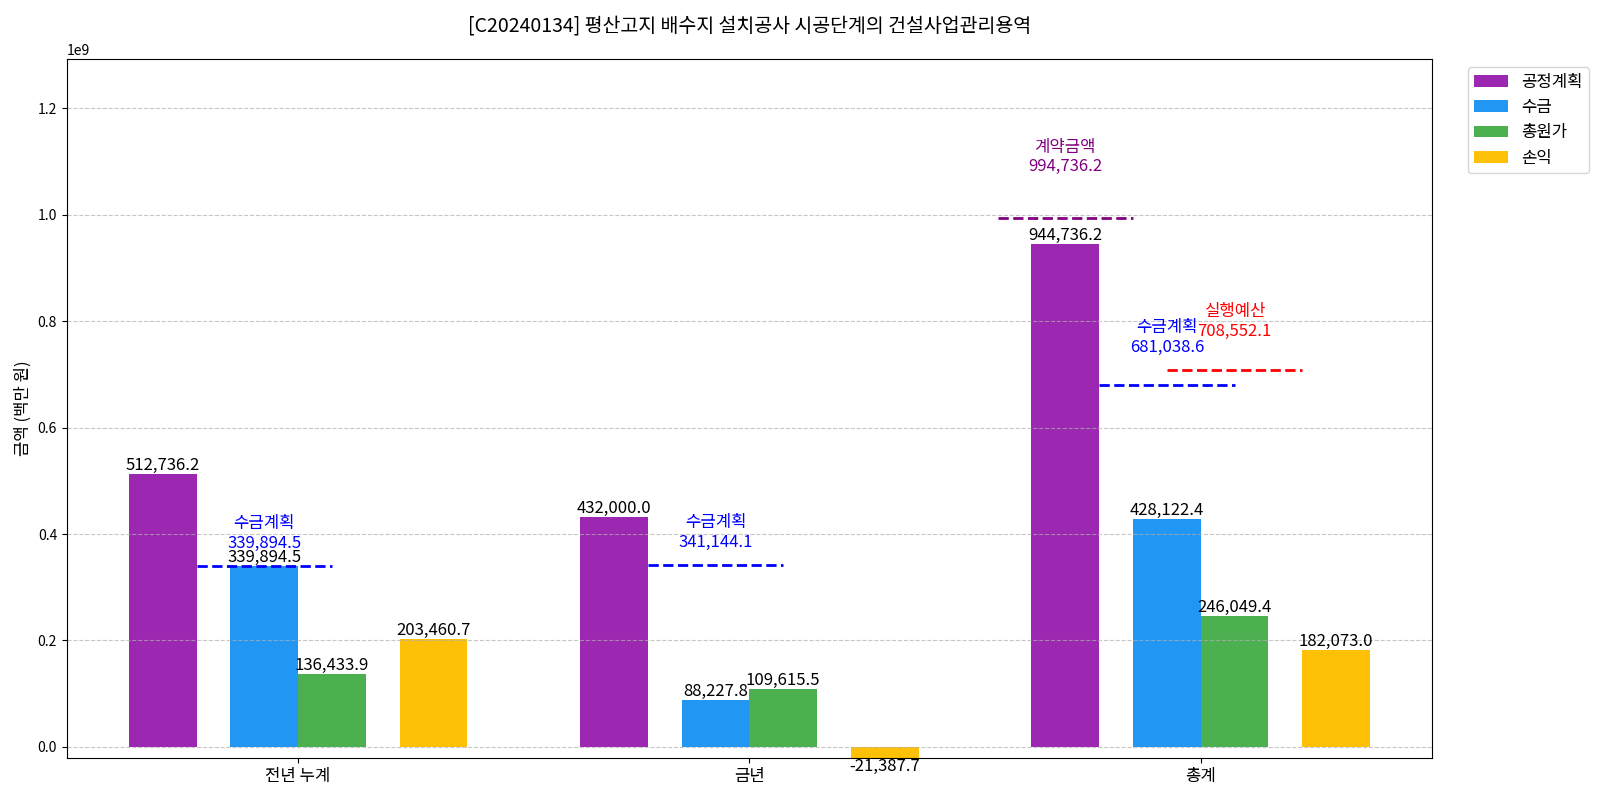 [C20240134] 평산고지 배수지 설치공사 시공단계의 건설사업관리용역
1e9
금액 (백만 원)
1.2
1.0
0.8
0.6
0.4
0.2
0.0
512,736.2
수금계획
339,894.5
339,894.5
136,433.9
203,460.7
432,000.0
수금계획
341,144.1
88,227.8
109,615.5
-21,387.7
계약금액
994,736.2
944,736.2
수금계획
681,038.6
실행예산
708,552.1
428,122.4
246,049.4
182,073.0
전년 누계
금년
총계
공정계획
수금
총원가
손익